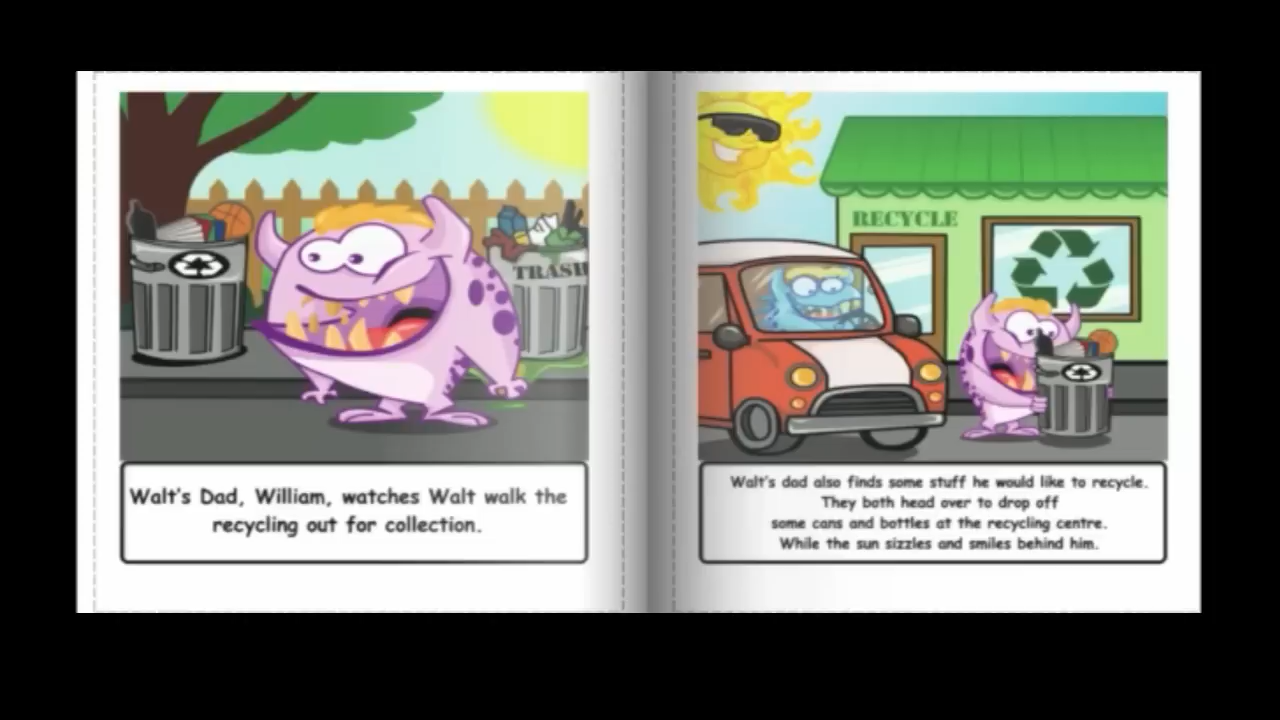 TRASH
Walt's Dad, William, watches Walt walk the
recycling out for collection.
RECYCLE
Walt's dad also finds some stuff he would like to recycle.
They both head over to drop off
some cans and bottles at the recycling centre.
While the sun sizzles and smiles behind him.